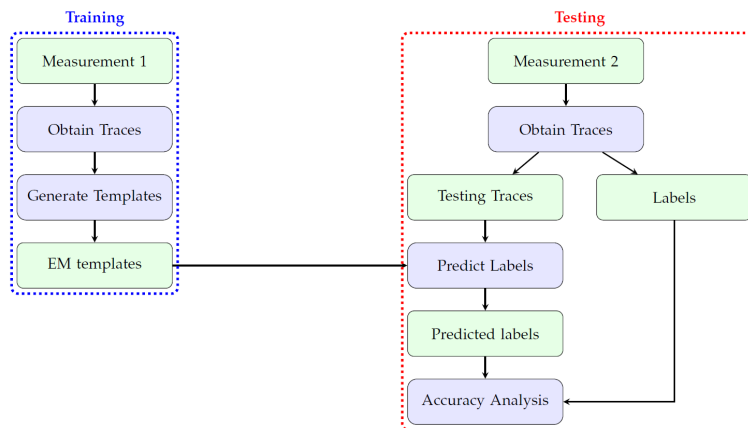 Training
Measurement 1
Obtain Traces
Generate Templates
EM templates
Testing
Measurement 2
Obtain Traces
Testing Traces
Labels
Predict Labels
Predicted labels
Accuracy Analysis